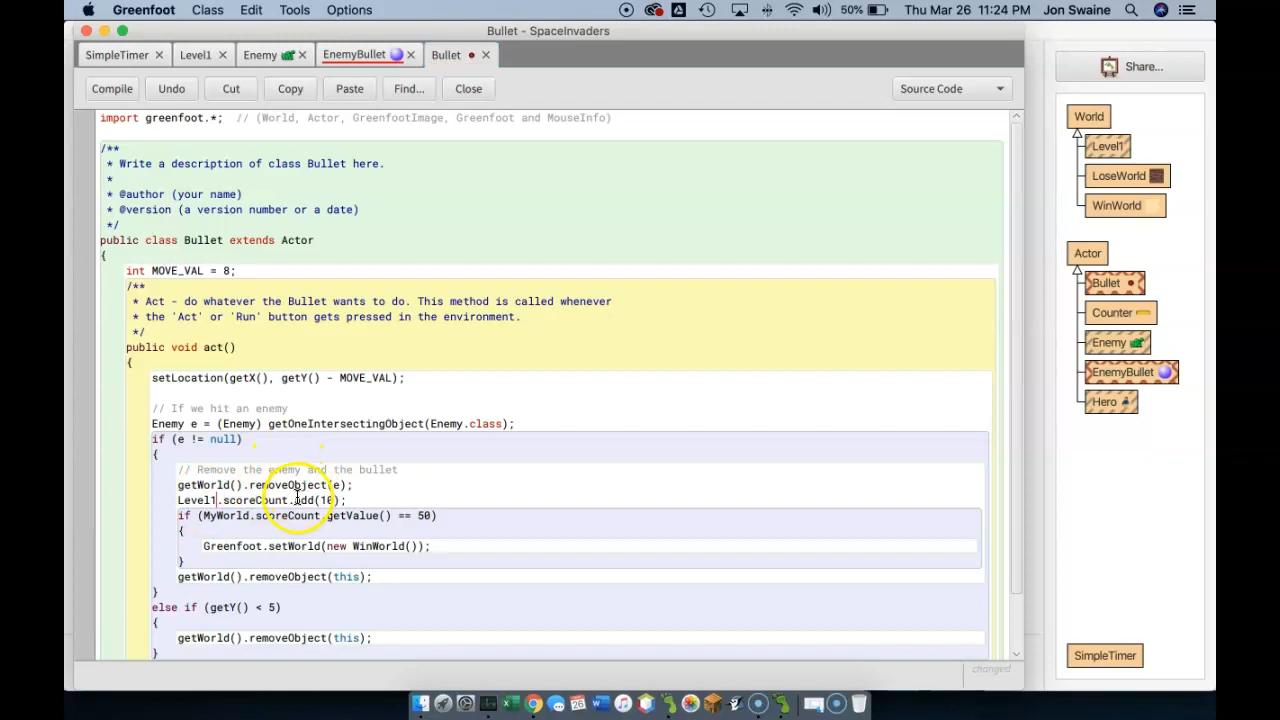 Greenfoot Class Edit Tools Options 50% Thu Mar 26 11:24 PM Jon Swaine
Bullet - SpaceInvaders
SimpleTimer Level1 Enemy EnemyBullet Bullet
Compile Undo Cut Copy Paste Find... Close Source Code
Share...
import greenfoot.*; // (World, Actor, GreenfootImage, Greenfoot and MouseInfo)
/**
* Write a description of class Bullet here.
*
* @author (your name)
* @version (a version number or a date)
*/
public class Bullet extends Actor
{
int MOVE_VAL = 8;
/**
* Act - do whatever the Bullet wants to do. This method is called whenever
* the 'Act' or 'Run' button gets pressed in the environment.
*/
public void act()
{
setLocation(getX(), getY() - MOVE_VAL);
// If we hit an enemy
Enemy e = (Enemy) getOneIntersectingObject(Enemy.class);
if (e != null)
{
// Remove the enemy and the bullet
getWorld().removeObject(e);
Level1.scoreCount.add(10);
if (MyWorld.scoreCount.getValue() == 50)
{
Greenfoot.setWorld(new WinWorld());
}
getWorld().removeObject(this);
}
else if (getY() < 5)
{
getWorld().removeObject(this);
}
changed
World
Level1
LoseWorld
WinWorld
Actor
Bullet
Counter
Enemy
EnemyBullet
Hero
SimpleTimer
26